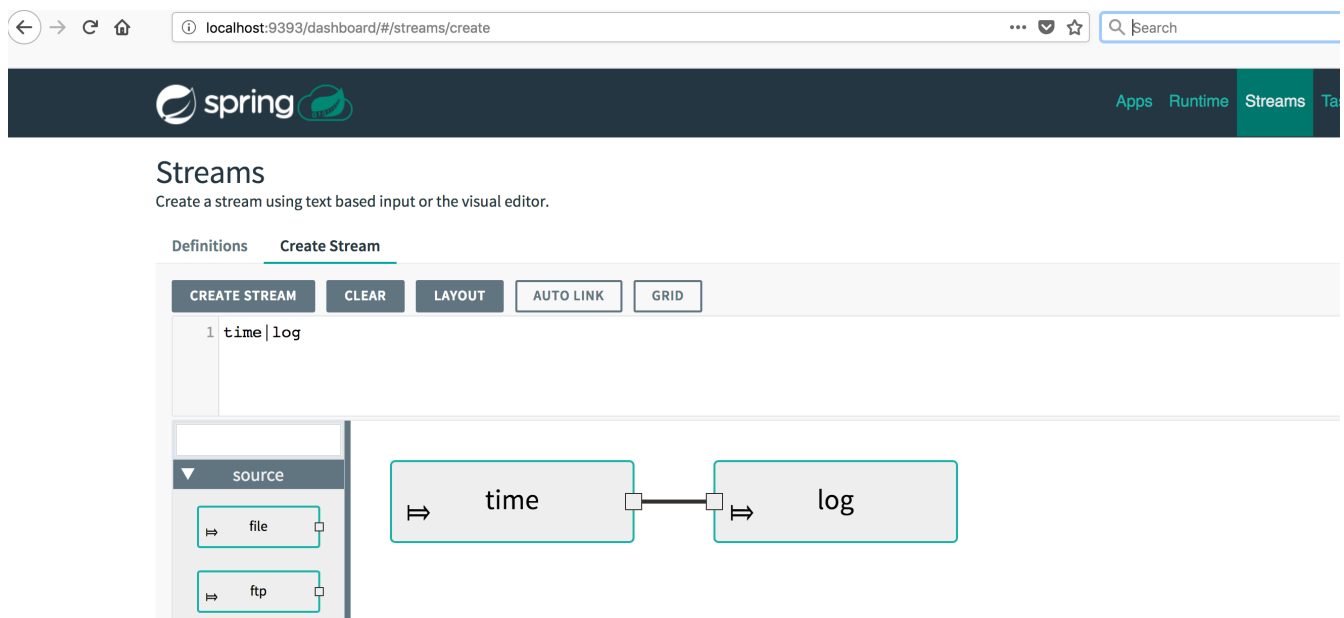 localhost:9393/dashboard/#/streams/create
Search
spring
Apps Runtime Streams
Streams
Create a stream using text based input or the visual editor.
Definitions Create Stream
CREATE STREAM CLEAR LAYOUT AUTO LINK GRID
1 time|log
source
time log
file
ftp